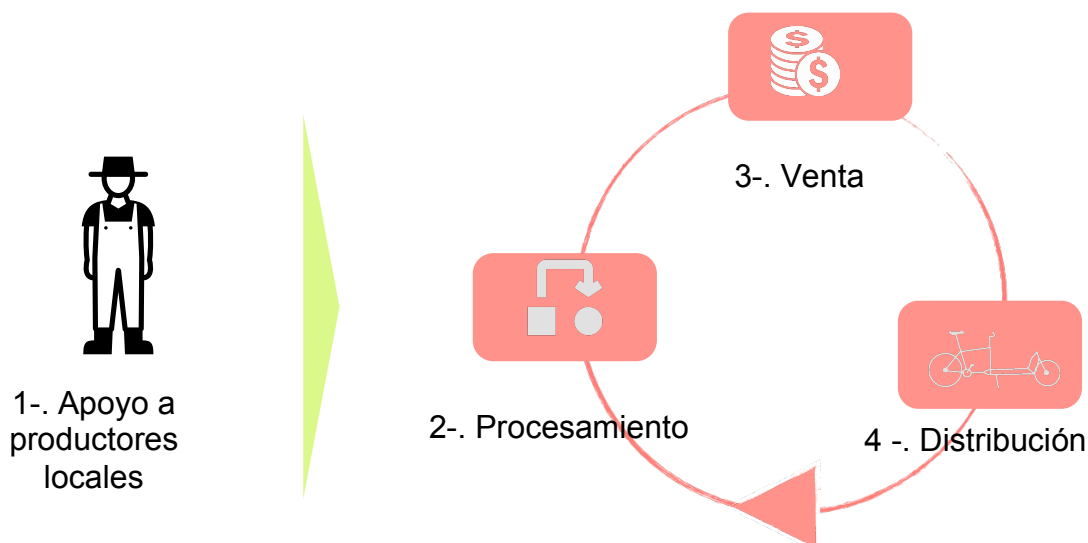 1-. Apoyo a
productores
locales
2-. Procesamiento
3-. Venta
4 -. Distribución